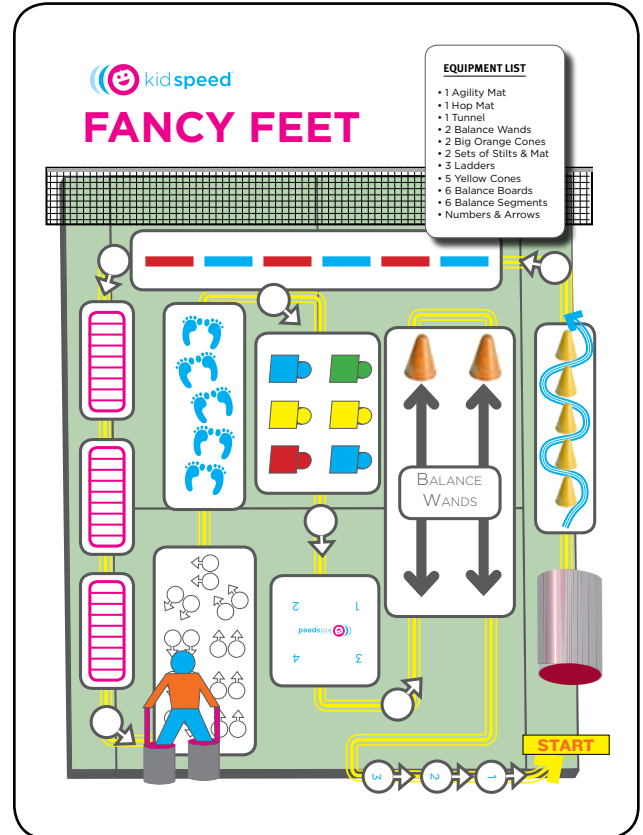 kidspeed
FANCY FEET
EQUIPMENT LIST
• 1 Agility Mat
• 1 Hop Mat
• 1 Tunnel
• 2 Balance Wands
• 2 Big Orange Cones
• 2 Sets of Stilts & Mat
• 3 Ladders
• 5 Yellow Cones
• 6 Balance Boards
• 6 Balance Segments
• Numbers & Arrows
BALANCE
WANDS
2 1
kidspeed
4 3
START
3 2 1